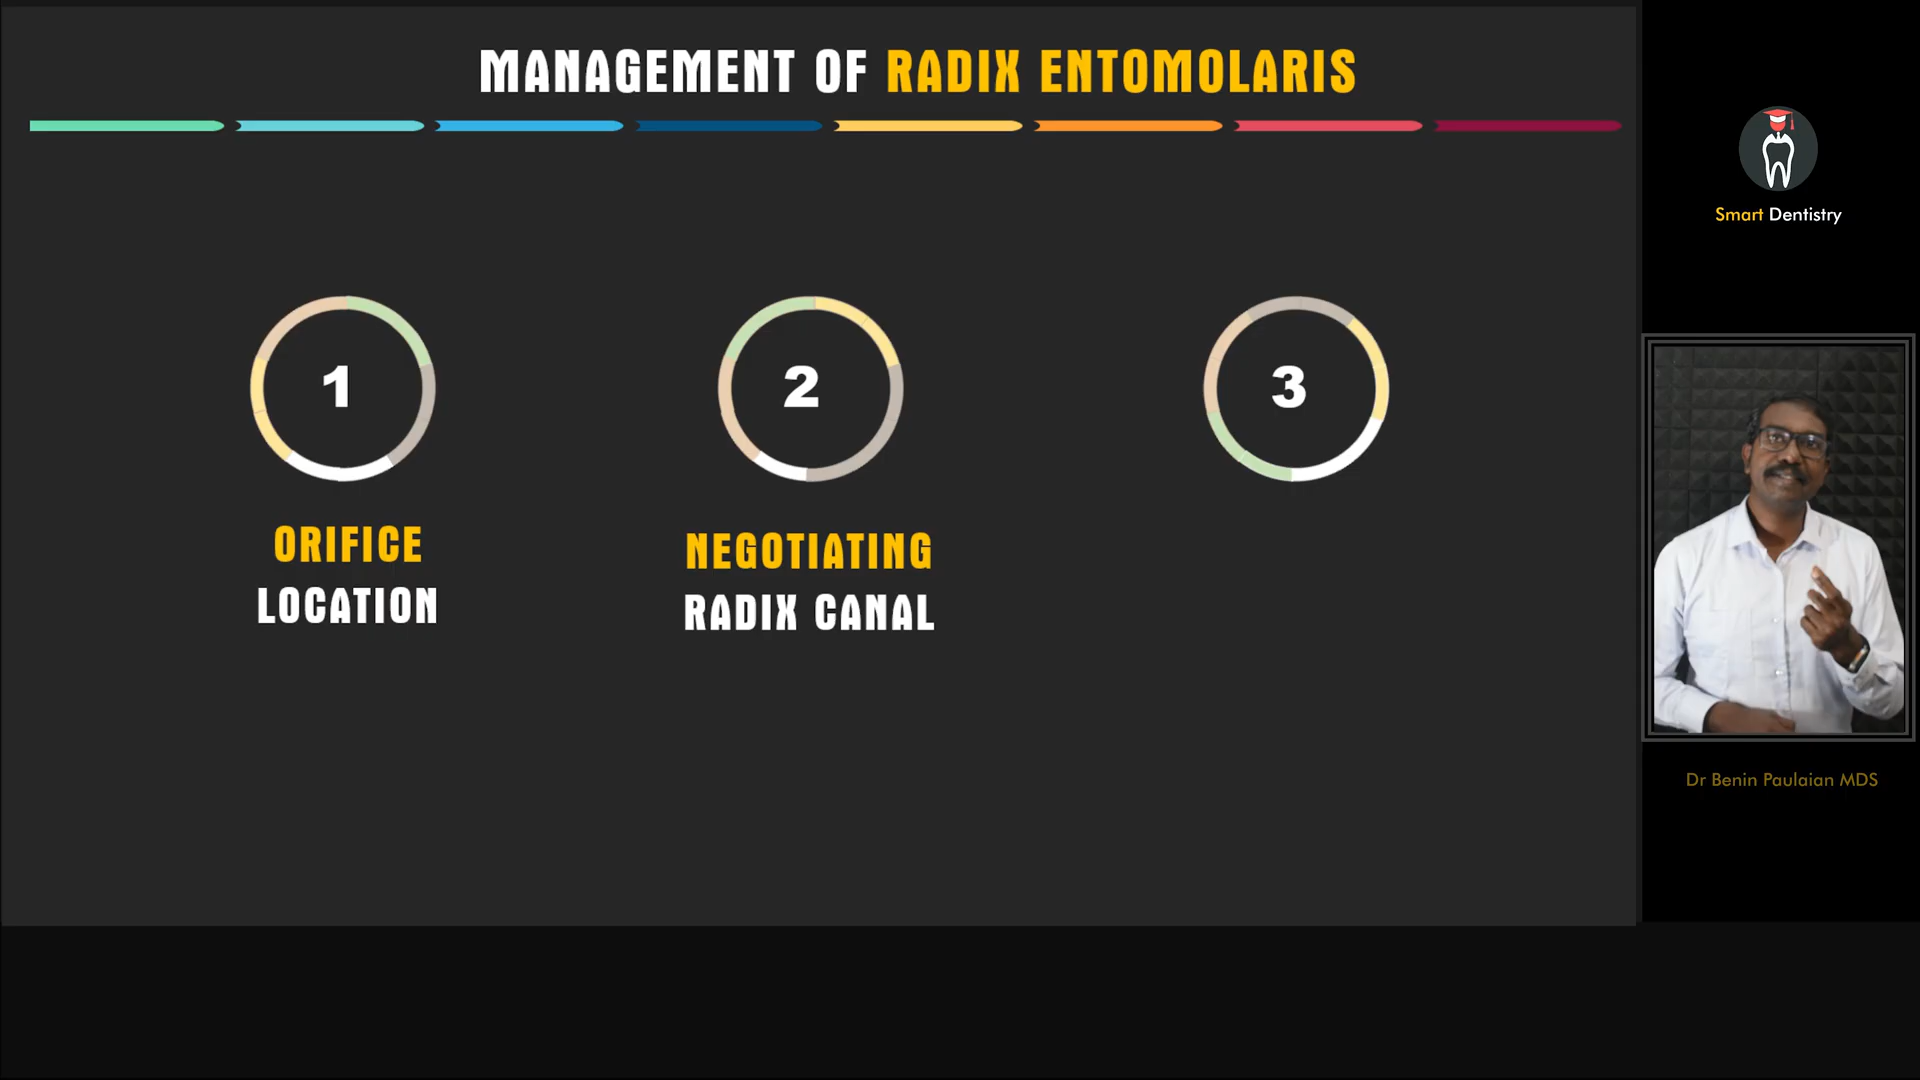 MANAGEMENT OF RADIX ENTOMOLARIS
1
2
3
ORIFICE
LOCATION
NEGOTIATING
RADIX CANAL
Smart Dentistry
Dr Benin Paulaian MDS